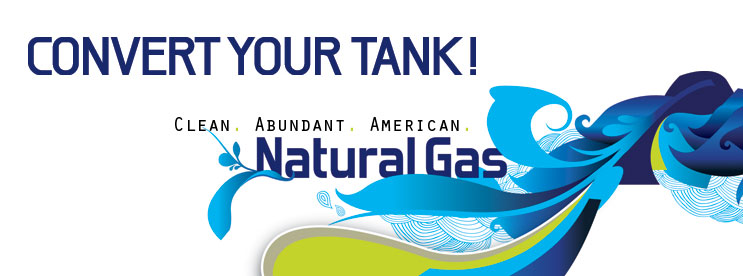 CONVERT YOUR TANK!
CLEAN. ABUNDANT. AMERICAN.
Natural Gas